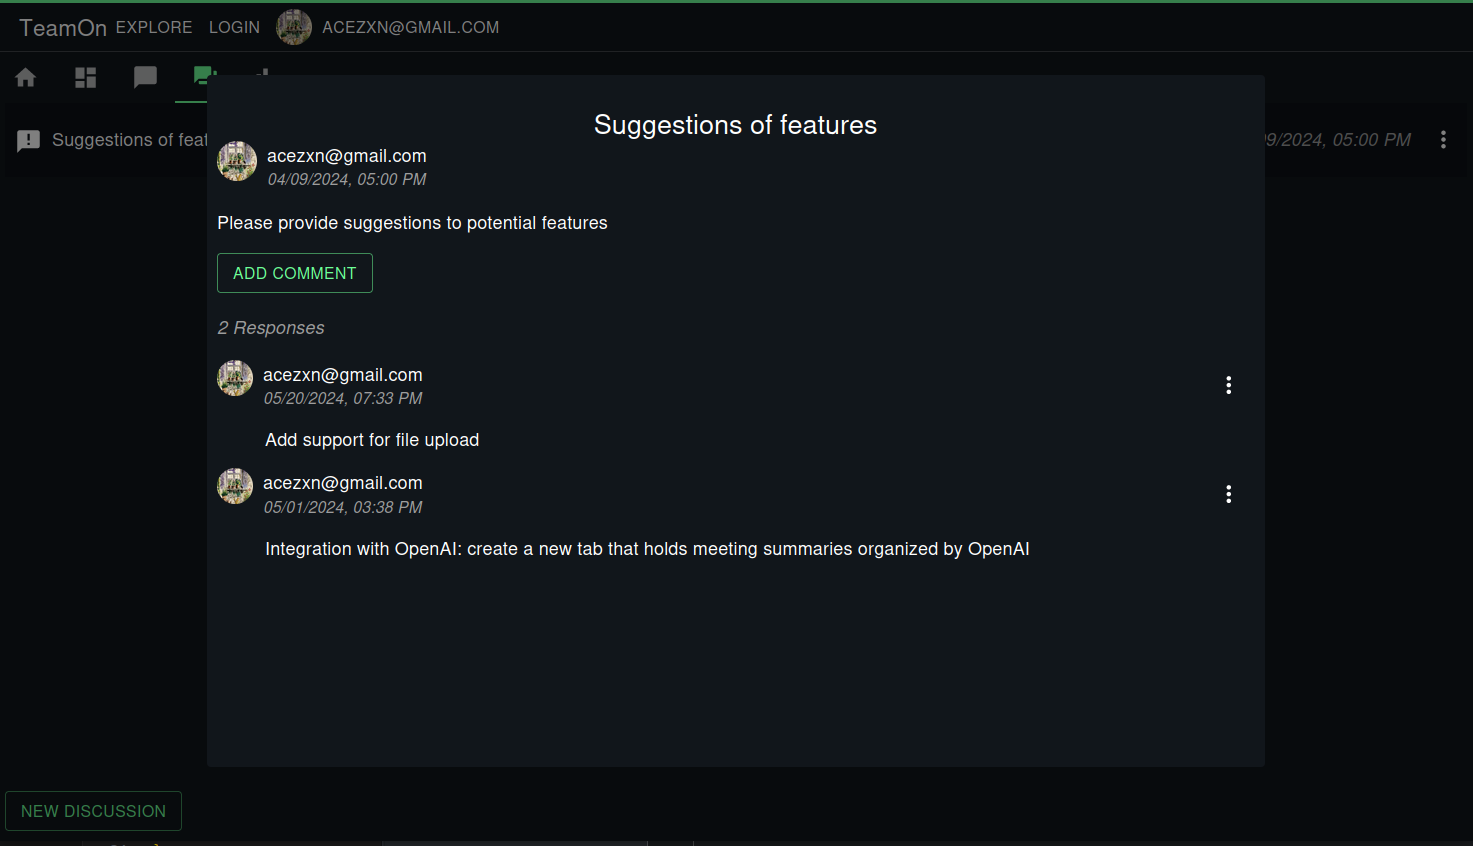 TeamOn EXPLORE LOGIN ACEZXN@GMAIL.COM
Suggestions of features
Suggestions of 9/2024, 05:00 PM
acezxn@gmail.com
04/09/2024, 05:00 PM
Please provide suggestions to potential features
ADD COMMENT
2 Responses
acezxn@gmail.com
05/20/2024, 07:33 PM
Add support for file upload
acezxn@gmail.com
05/01/2024, 03:38 PM
Integration with OpenAI: create a new tab that holds meeting summaries organized by OpenAI
NEW DISCUSSION